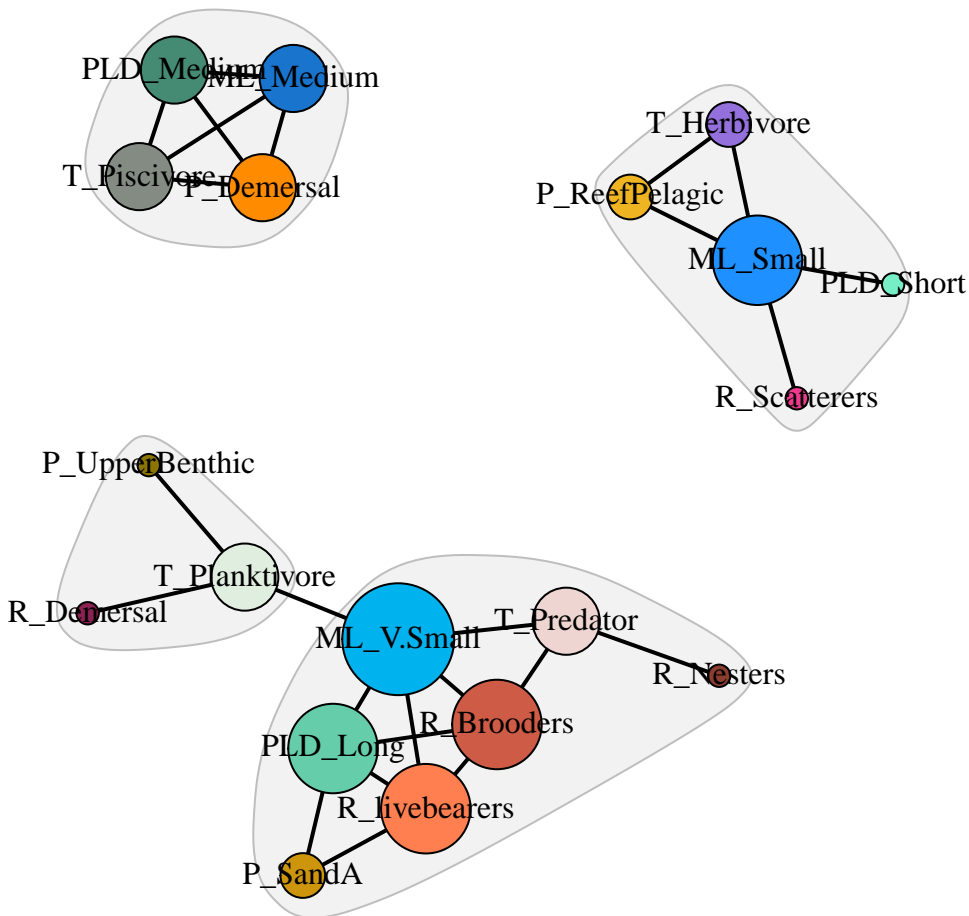 PLD_Medium
ML_Medium
T_Piscivore
P_Demersal
T_Herbivore
P_ReefPelagic
ML_Small
PLD_Short
R_Scatterers
P_UpperBenthic
T_Planktivore
R_Demersal
ML_V.Small
T_Predator
R_Nesters
R_Brooders
PLD_Long
R_livebearers
P_SandA